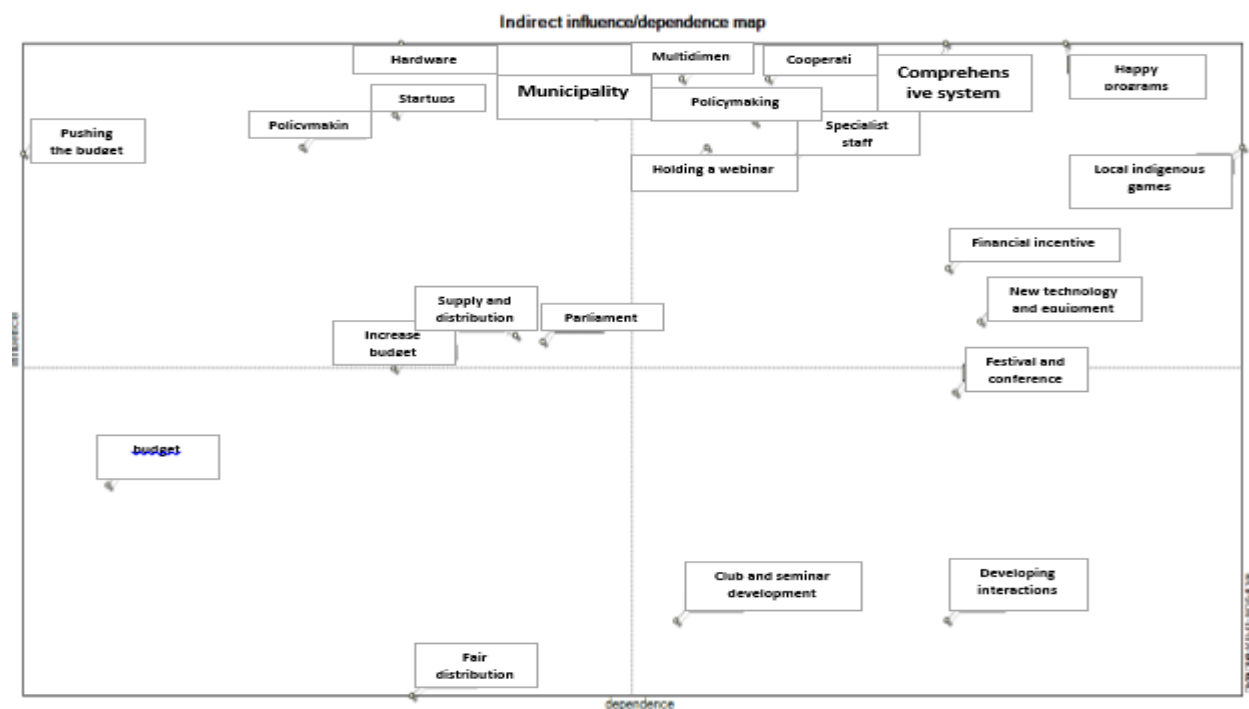 Indirect influence/dependence map
Hardware
Multidimen
Cooperati
Comprehens
ive system
Happy
programs
Startups
Municipality
Policymaking
Policymakin
Specialist
staff
Pushing
the budget
Holding a webinar
Local indigenous
games
Financial incentive
New technology
and equipment
Supply and
distribution
Parliament
Increase
budget
influence
Festival and
conference
budget
Club and seminar
development
Developing
interactions
Fair
distribution
dependence